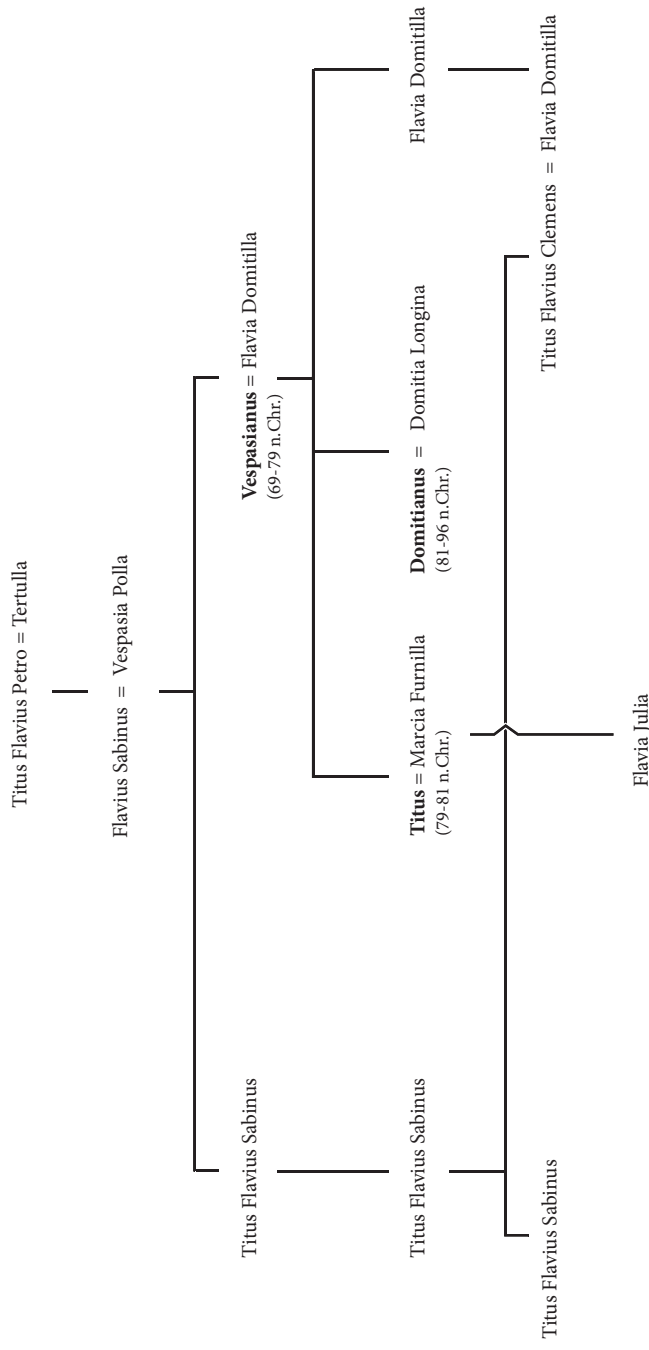 Titus Flavius Petro = Tertulla
Flavius Sabinus = Vespasia Polla
Titus Flavius Sabinus
Vespasianus = Flavia Domitilla
(69-79 n.Chr.)
Titus Flavius Sabinus
Titus = Marcia Furnilla
(79-81 n.Chr.)
Domitianus = Domitia Longina
(81-96 n.Chr.)
Flavia Domitilla
Titus Flavius Sabinus
Titus Flavius Clemens = Flavia Domitilla
Flavia Julia